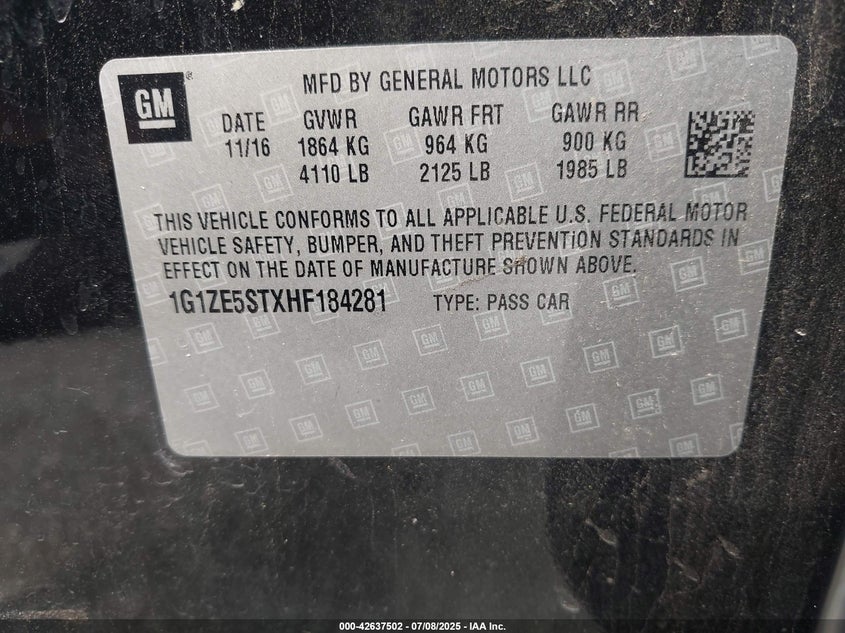 GM
MFD BY GENERAL MOTORS LLC
DATE GVWR GAWR FRT GAWR RR
11/16 1864 KG 964 KG 900 KG
4110 LB 2125 LB 1985 LB
THIS VEHICLE CONFORMS TO ALL APPLICABLE U.S. FEDERAL MOTOR
VEHICLE SAFETY, BUMPER, AND THEFT PREVENTION STANDARDS IN
EFFECT ON THE DATE OF MANUFACTURE SHOWN ABOVE.
1G1ZE5STXHF184281 TYPE: PASS CAR
000-42637502 - 07/08/2025 - IAA Inc.